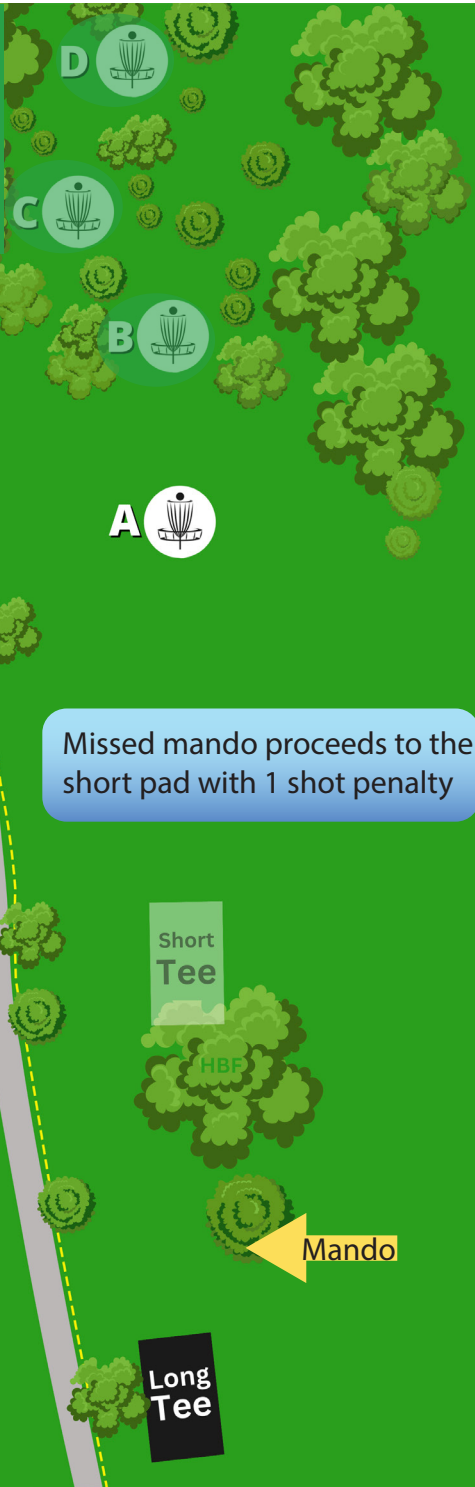 D
C
B
A
Missed mando proceeds to the
short pad with 1 shot penalty
Short
Tee
HBF
Mando
Long
Tee